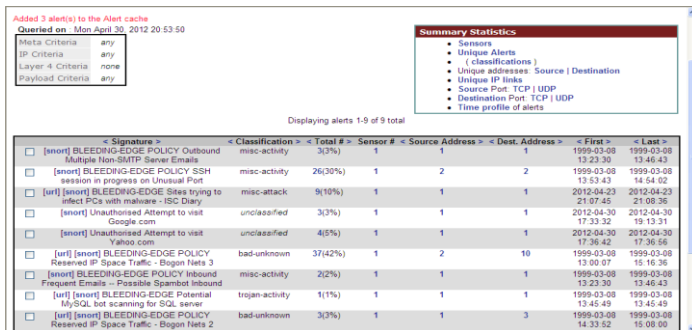 Added 3 alert(s) to the Alert cache
Queried on : Mon April 30, 2012 20:53:50
Meta Criteria any
IP Criteria any
Layer 4 Criteria none
Payload Criteria any
Summary Statistics
Sensors
Unique Alerts
( classifications )
Unique addresses: Source | Destination
Unique IP links
Source Port: TCP | UDP
Destination Port: TCP | UDP
Time profile of alerts
Displaying alerts 1-9 of 9 total
< Signature > < Classification > < Total # > Sensor # < Source Address > < Dest. Address > < First > < Last >
[snort] BLEEDING-EDGE POLICY Outbound misc-activity 3(3%) 1 1 1 1999-03-08 1999-03-08
Multiple Non-SMTP Server Emails 13:23:30 13:46:43
[snort] BLEEDING-EDGE POLICY SSH misc-activity 26(30%) 1 2 2 1999-03-08 1999-03-08
session in progress on Unusual Port 13:53:43 14:54:02
[url] [snort] BLEEDING-EDGE Sites trying to misc-attack 9(10%) 1 1 1 2012-04-23 2012-04-23
infect PCs with malware - ISC Diary 21:07:45 21:08:36
[snort] Unauthorised Attempt to visit unclassified 3(3%) 1 1 1 2012-04-30 2012-04-30
Google.com 17:33:32 19:13:31
[snort] Unauthorised Attempt to visit unclassified 4(5%) 1 1 1 2012-04-30 2012-04-30
Yahoo.com 17:36:42 17:36:56
[url] [snort] BLEEDING-EDGE POLICY bad-unknown 37(42%) 1 2 10 1999-03-08 1999-03-08
Reserved IP Space Traffic - Bogon Nets 3 13:00:07 15:16:36
[snort] BLEEDING-EDGE POLICY Inbound misc-activity 2(2%) 1 1 1 1999-03-08 1999-03-08
Frequent Emails -- Possible Spambot Inbound 13:23:30 13:46:43
[url] [snort] BLEEDING-EDGE Potential trojan-activity 1(1%) 1 1 1 1999-03-08 1999-03-08
MySQL bot scanning for SQL server 13:45:49 13:45:49
[url] [snort] BLEEDING-EDGE POLICY bad-unknown 3(3%) 1 1 3 1999-03-08 1999-03-08
Reserved IP Space Traffic - Bogon Nets 2 14:33:52 15:08:00